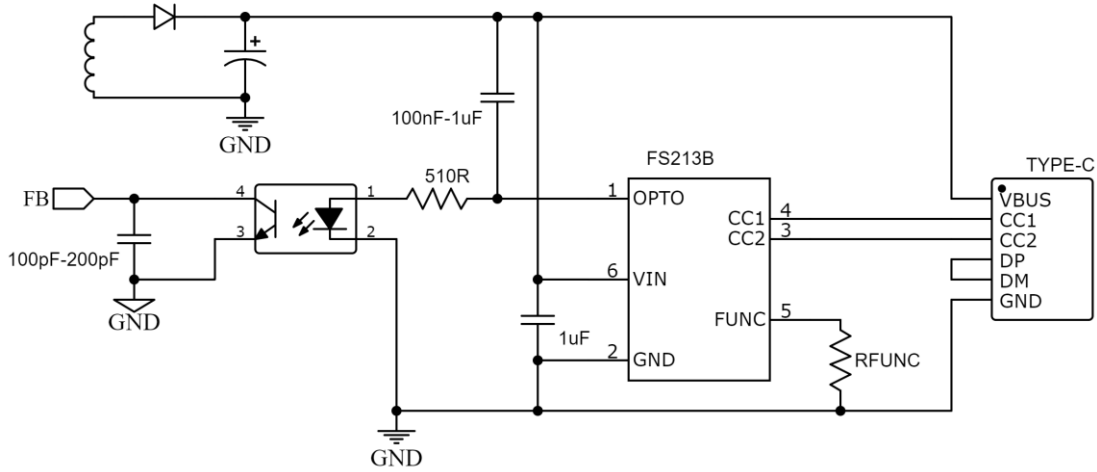 +
GND
100nF-1uF
510R
FS213B
TYPE-C
FB
4
1
3
2
100pF-200pF
GND
1
OPTO
6
VIN
2
GND
CC1
4
CC2
3
FUNC
5
1uF
RFUNC
VBUS
CC1
CC2
DP
DM
GND
GND